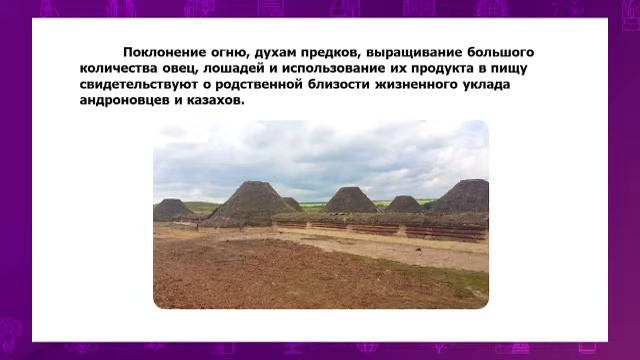 Поклонение огню, духам предков, выращивание большого
количества овец, лошадей и использование их продукта в пищу
свидетельствуют о родственной близости жизненного уклада
андроновцев и казахов.